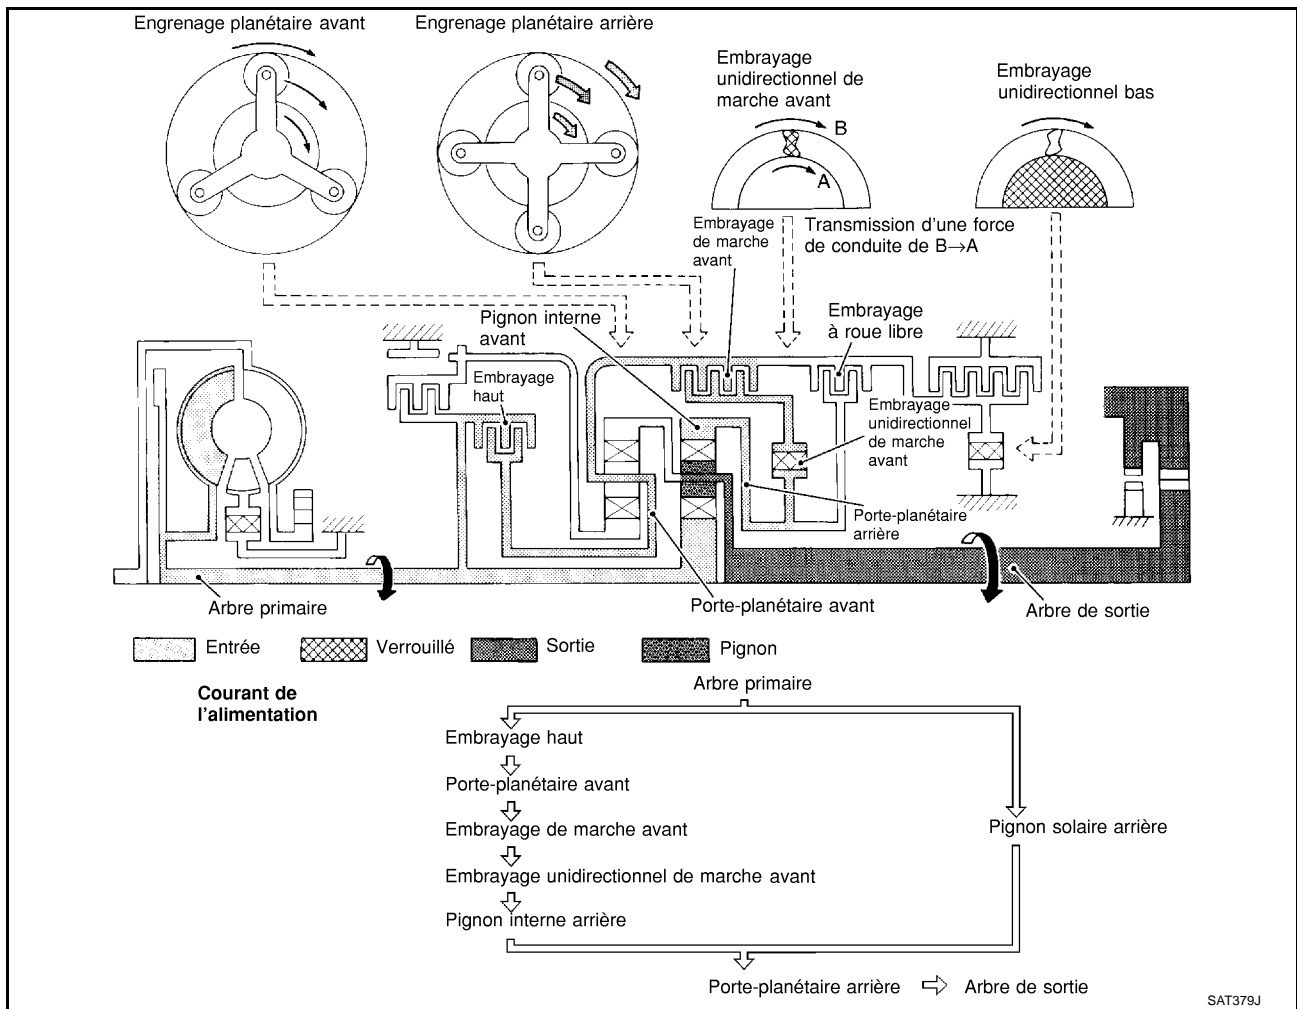 Engrenage planétaire avant
Engrenage planétaire arrière
Embrayage
unidirectionnel de
marche avant
Embrayage
unidirectionnel bas
B
A
Embrayage
de marche
avant
Transmission d'une force
de conduite de B→A
Pignon interne
avant
Embrayage
à roue libre
Embrayage
haut
Embrayage
unidirectionnel
de marche
avant
Porte-planétaire
arrière
Arbre primaire
Porte-planétaire avant
Arbre de sortie
Entrée
Verrouillé
Sortie
Pignon
Courant de
l'alimentation
Arbre primaire
Embrayage haut
Porte-planétaire avant
Embrayage de marche avant
Pignon solaire arrière
Embrayage unidirectionnel de marche avant
Pignon interne arrière
Porte-planétaire arrière
Arbre de sortie
SAT379J